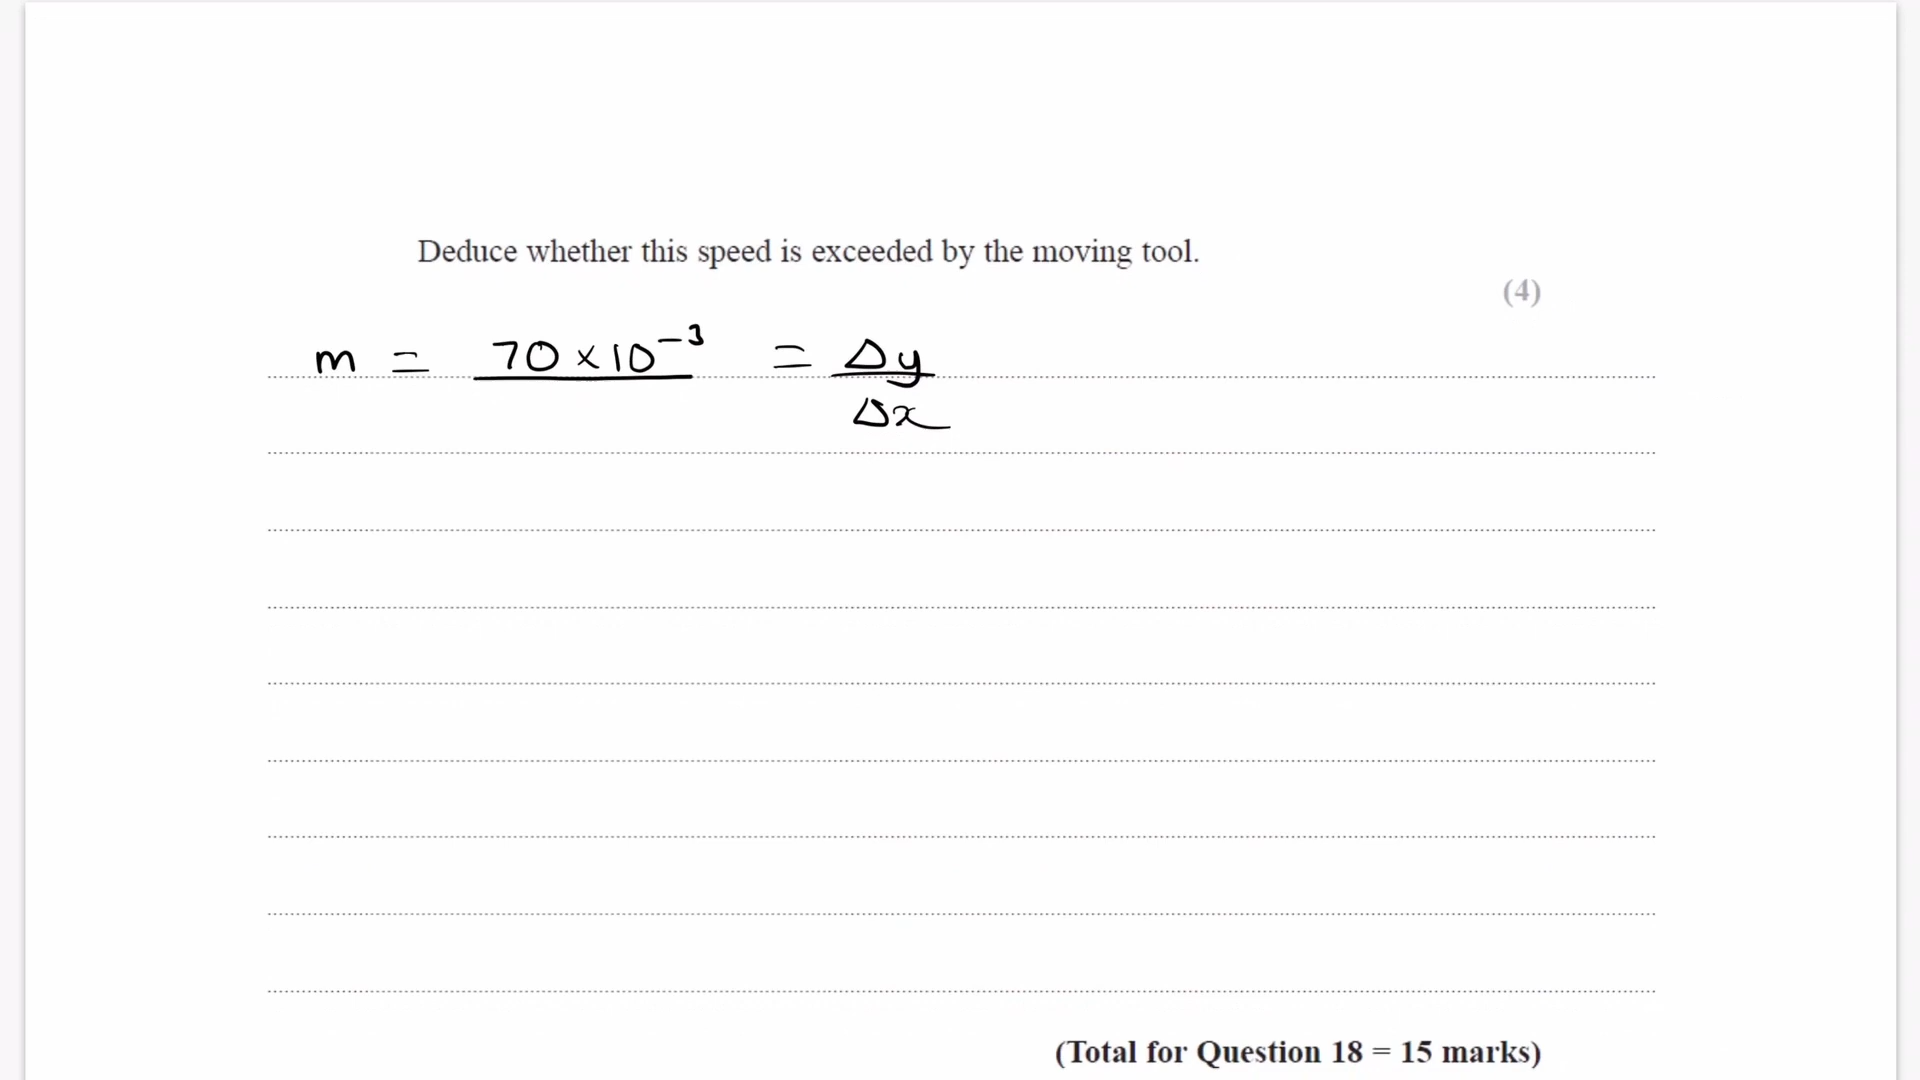 Deduce whether this speed is exceeded by the moving tool.
(4)
m = 70 × 10⁻³ = Δy
Δx
(Total for Question 18 = 15 marks)